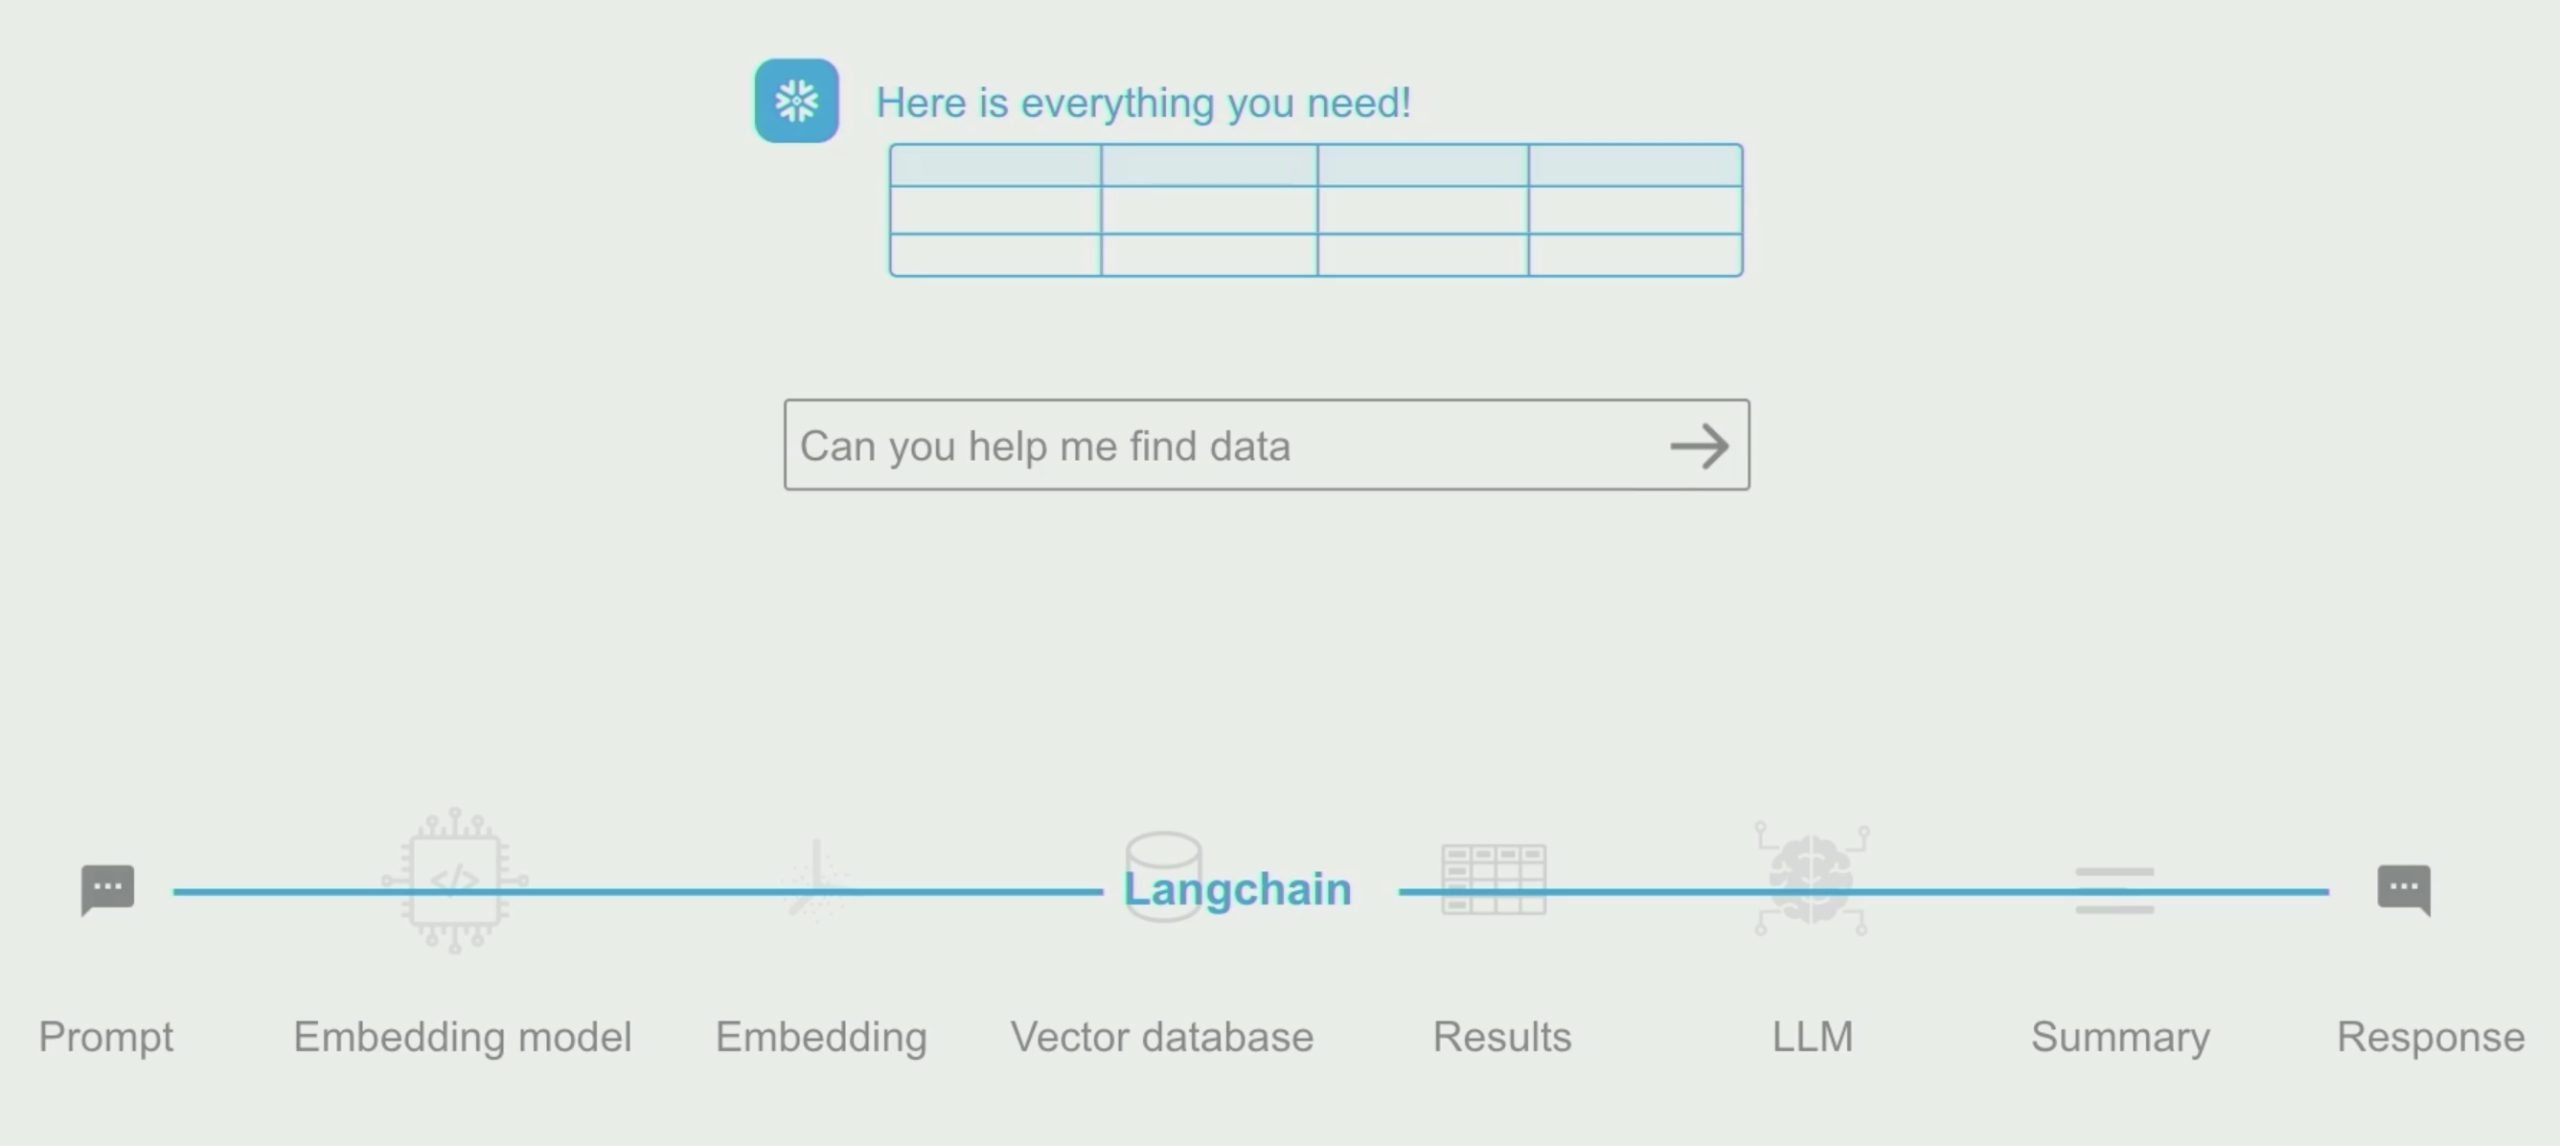 Here is everything you need!
Can you help me find data
Langchain
Prompt
Embedding model
Embedding
Vector database
Results
LLM
Summary
Response